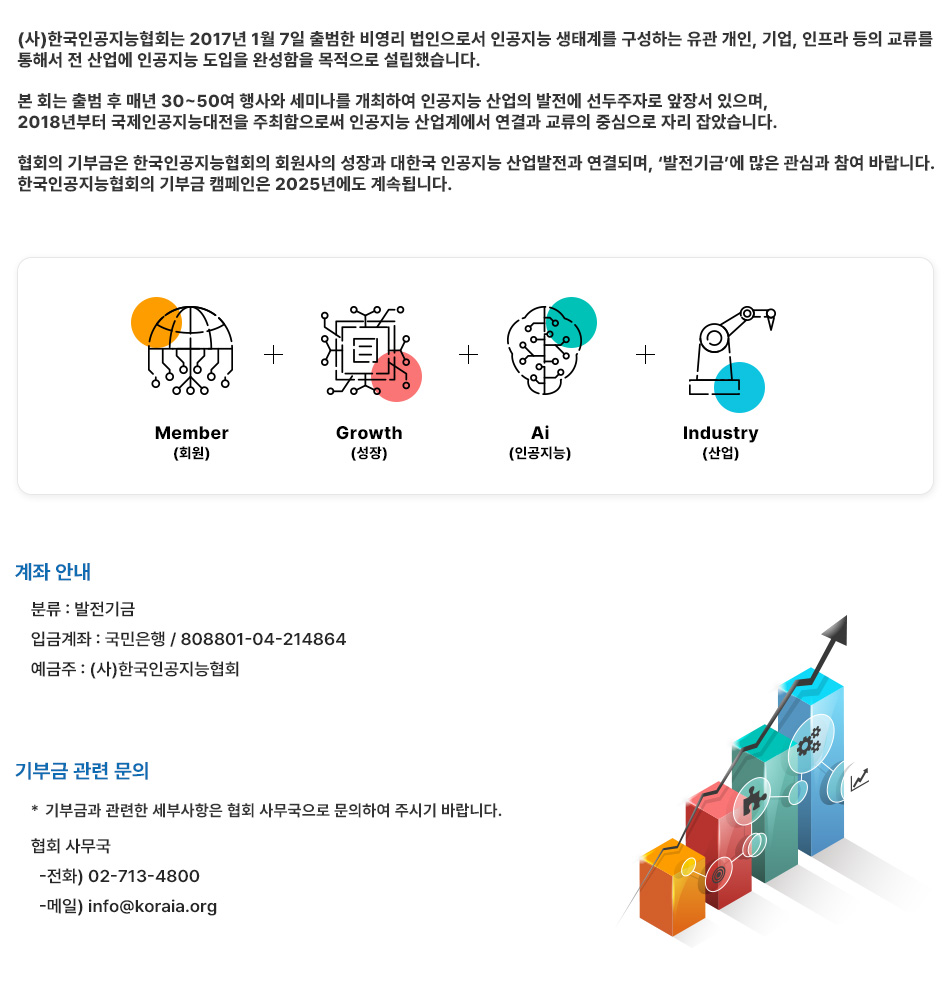 (사)한국인공지능협회는 2017년 1월 7일 출범한 비영리 법인으로서 인공지능 생태계를 구성하는 유관 개인, 기업, 인프라 등의 교류를
통해서 전 산업에 인공지능 도입을 완성함을 목적으로 설립했습니다.
본 회는 출범 후 매년 30~50여 행사와 세미나를 개최하여 인공지능 산업의 발전에 선두주자로 앞장서 있으며,
2018년부터 국제인공지능대전을 주최함으로써 인공지능 산업계에서 연결과 교류의 중심으로 자리 잡았습니다.
협회의 기부금은 한국인공지능협회의 회원사의 성장과 대한국 인공지능 산업발전과 연결되며, ‘발전기금’에 많은 관심과 참여 바랍니다.
한국인공지능협회의 기부금 캠페인은 2025년에도 계속됩니다.
Member Growth Ai Industry
(회원) (성장) (인공지능) (산업)
계좌 안내
분류 : 발전기금
입금계좌 : 국민은행 / 808801-04-214864
예금주 : (사)한국인공지능협회
기부금 관련 문의
* 기부금과 관련한 세부사항은 협회 사무국으로 문의하여 주시기 바랍니다.
협회 사무국
-전화) 02-713-4800
-메일) info@koraia.org